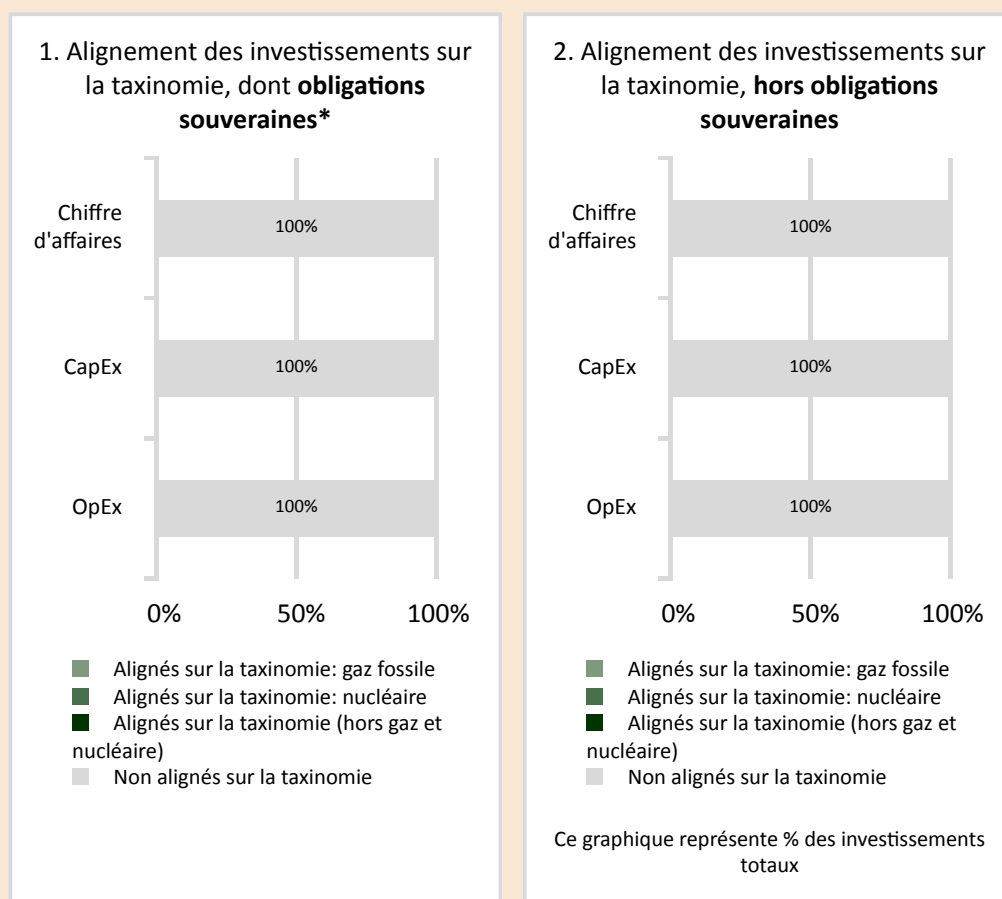 1. Alignement des investissements sur
la taxinomie, dont obligations
souveraines*
Chiffre
d'affaires
100%
CapEx
100%
OpEx
100%
0% 50% 100%
Alignés sur la taxinomie: gaz fossile
Alignés sur la taxinomie: nucléaire
Alignés sur la taxinomie (hors gaz et
nucléaire)
Non alignés sur la taxinomie
2. Alignement des investissements sur
la taxinomie, hors obligations
souveraines
Chiffre
d'affaires
100%
CapEx
100%
OpEx
100%
0% 50% 100%
Alignés sur la taxinomie: gaz fossile
Alignés sur la taxinomie: nucléaire
Alignés sur la taxinomie (hors gaz et
nucléaire)
Non alignés sur la taxinomie
Ce graphique représente % des investissements
totaux